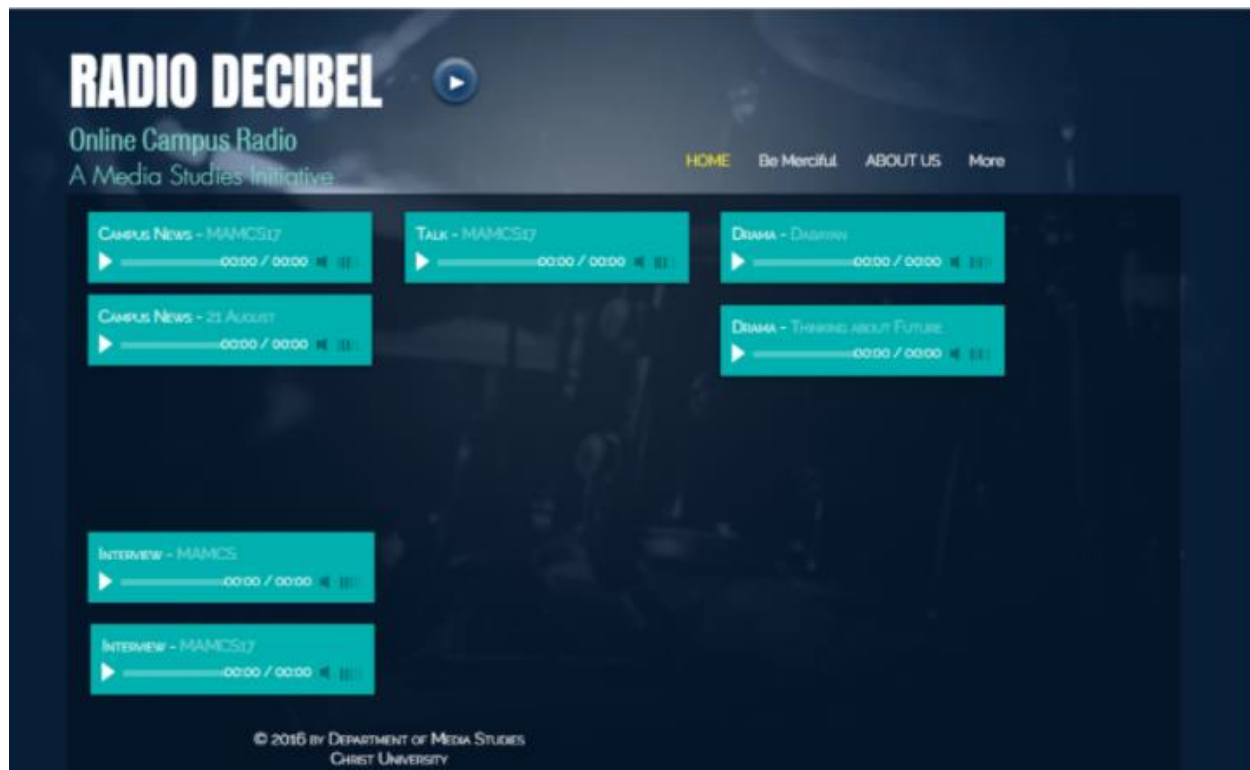 RADIO DECIBEL
Online Campus Radio
A Media Studies Initiative
HOME Be Merciful ABOUT US More
CAMPUS NEWS - MAMCS17
00:00 / 00:00
TALK - MAMCS17
00:00 / 00:00
DRAMA -
00:00 / 00:00
CAMPUS NEWS - 21 AUGUST
00:00 / 00:00
DRAMA - THINKING ABOUT FUTURE
00:00 / 00:00
INTERVIEW - MAMCS
00:00 / 00:00
INTERVIEW - MAMCS17
00:00 / 00:00
© 2016 BY DEPARTMENT OF MEDIA STUDIES
CHRIST UNIVERSITY